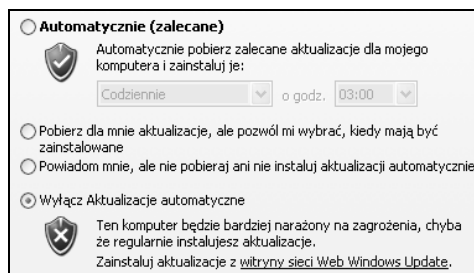 Automatycznie (zalecane)
Automatycznie pobierz zalecane aktualizacje dla mojego
komputera i zainstaluj je:
Codziennie o godz. 03:00
Pobierz dla mnie aktualizacje, ale pozwól mi wybrać, kiedy mają być
zainstalowane
Powiadom mnie, ale nie pobieraj ani nie instaluj aktualizacji automatycznie
Wyłącz Aktualizacje automatyczne
Ten komputer będzie bardziej narażony na zagrożenia, chyba
że regularnie instalujesz aktualizacje.
Zainstaluj aktualizacje z witryny sieci Web Windows Update.